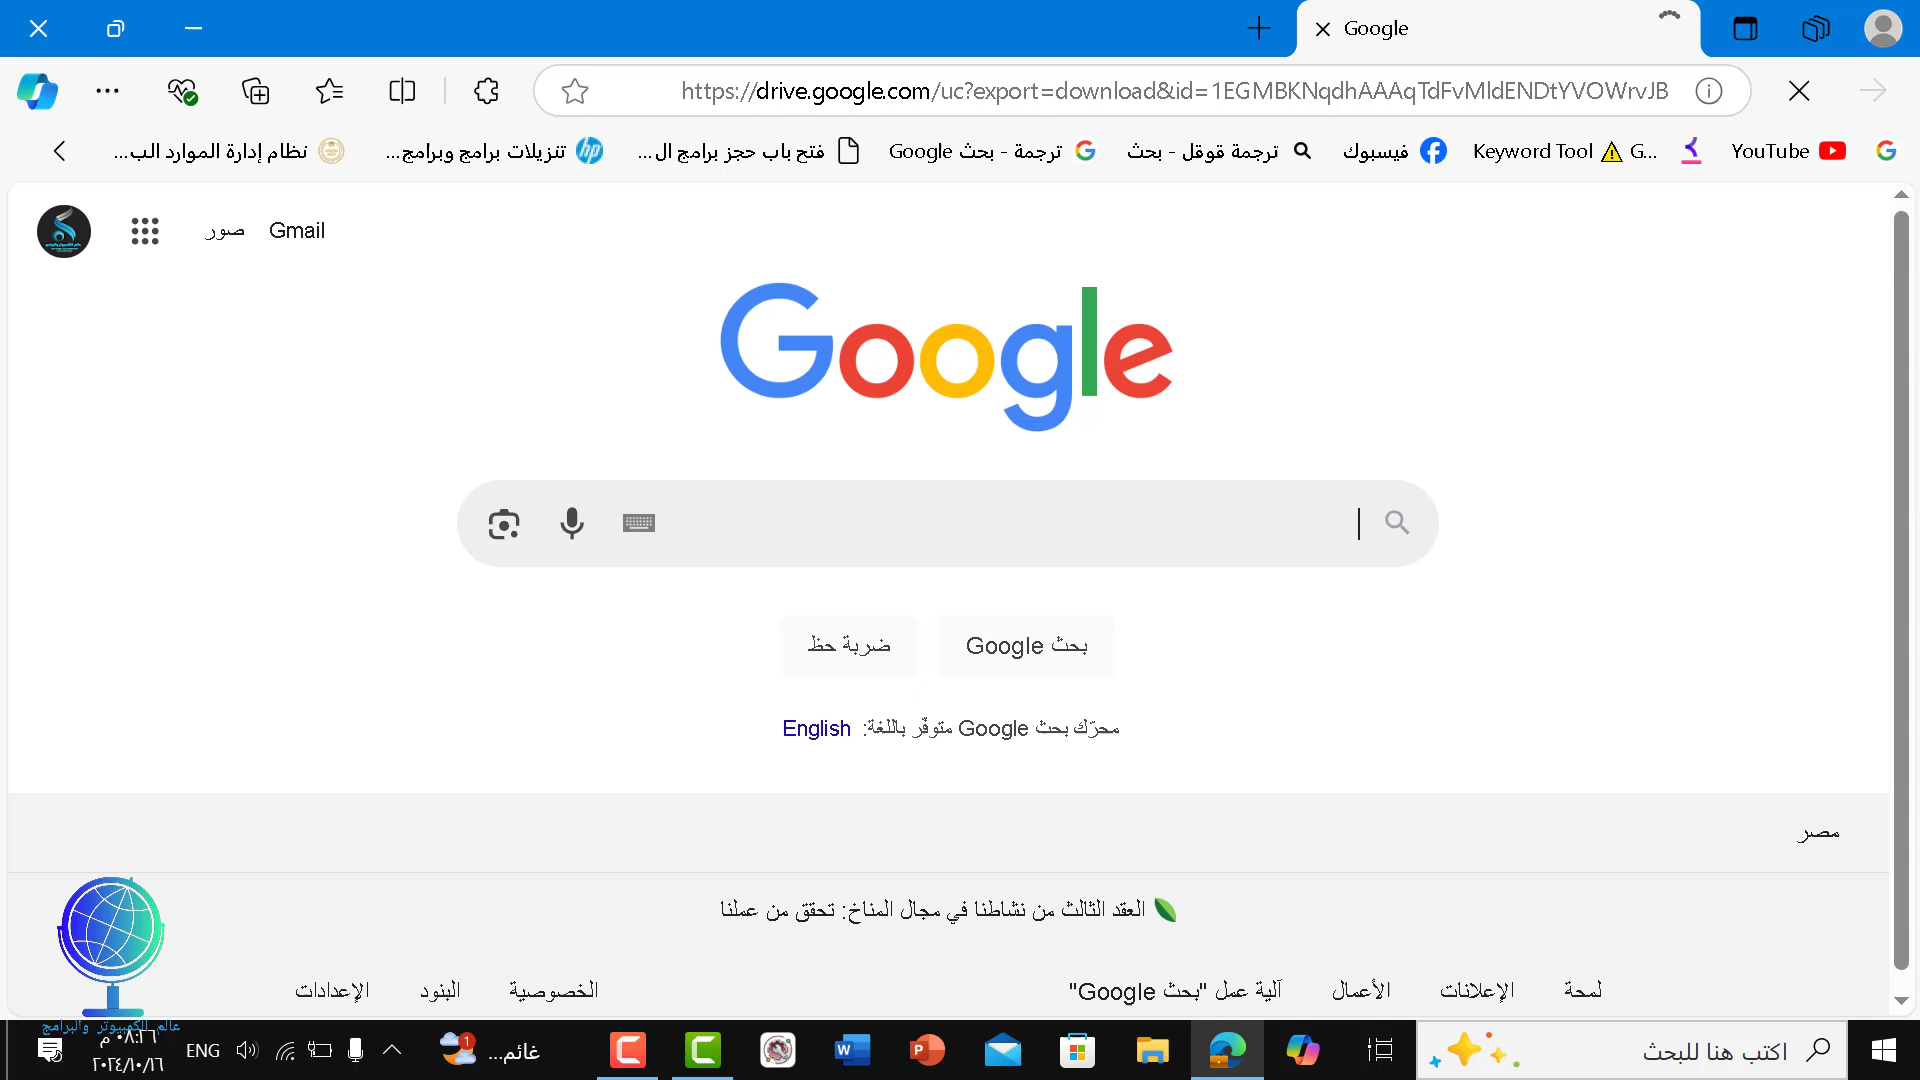 Google
https://drive.google.com/uc?export=download&id=1EGMBKNqdhAAAqTdFvMldENDtYVOWrvJB
YouTube
Keyword Tool ⚠ G...
فيسبوك
ترجمة قوقل - بحث
ترجمة - بحث Google
فتح باب حجز برامج ال...
تنزيلات برامج وبرامج...
نظام إدارة الموارد الب...
Gmail
صور
Google
بحث Google
ضربة حظ
محرّك بحث Google متوفّر باللغة: English
مصر
العقد الثالث من نشاطنا في مجال المناخ: تحقق من عملنا
لمحة
الإعلانات
الأعمال
آلية عمل "بحث Google"
الخصوصية
البنود
الإعدادات
عالم الكمبيوتر والبرامج
اكتب هنا للبحث
غائم...
1
ENG
٠٨:٢٦ م
٢٠٢٤/١٠/١٦